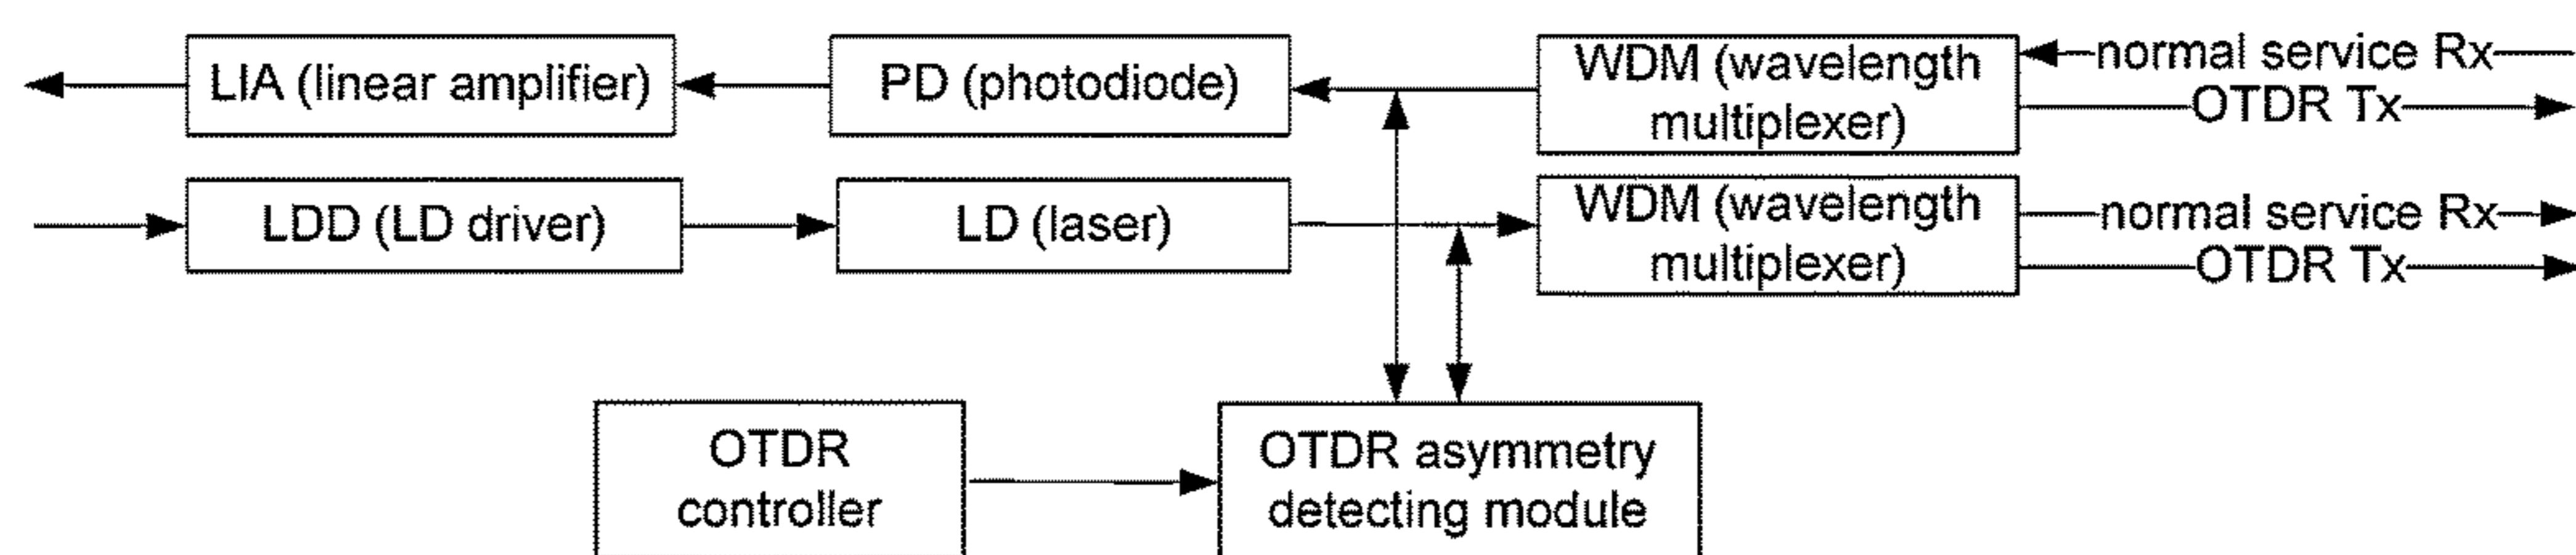 LIA (linear amplifier)
PD (photodiode)
WDM (wavelength
multiplexer)
normal service Rx
OTDR Tx
LDD (LD driver)
LD (laser)
WDM (wavelength
multiplexer)
normal service Rx
OTDR Tx
OTDR
controller
OTDR asymmetry
detecting module